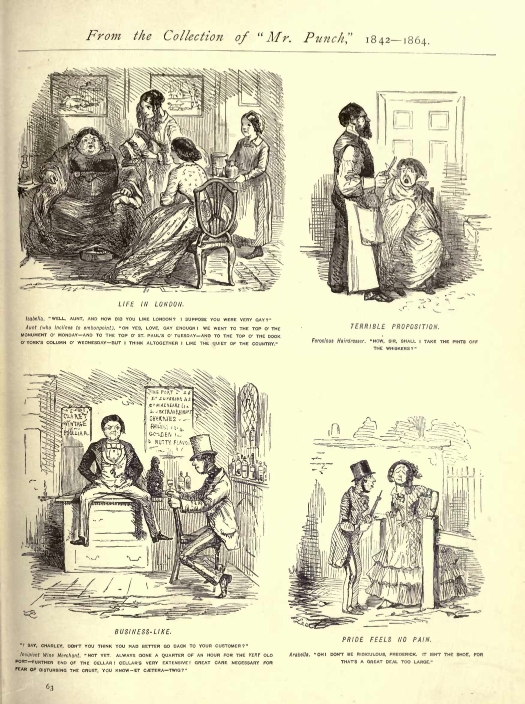 From the Collection of "Mr. Punch," 1842—1864.
LIFE IN LONDON.
Isabella. "WELL, AUNT, AND HOW DID YOU LIKE LONDON? I SUPPOSE YOU WERE VERY GAY?"
Aunt (who inclines to embonpoint). "OH YES, LOVE, GAY ENOUGH! WE WENT TO THE TOP O' THE
MONUMENT O' MONDAY—AND TO THE TOP O' ST. PAUL'S O' TUESDAY—AND TO THE TOP O' THE DOOK
O' YORK'S COLUMN O' WEDNESDAY—BUT I THINK ALTOGETHER I LIKE THE QUIET OF THE COUNTRY."
TERRIBLE PROPOSITION.
Ferocious Hairdresser. "NOW, SIR, SHALL I TAKE THE PINTS OFF
THE WHISKERS?"
CLARET
VINTAGE
PECULIAR
BUSINESS-LIKE.
"I SAY, CHARLEY, DON'T YOU THINK YOU HAD BETTER GO BACK TO YOUR CUSTOMER?"
Incipient Wine Merchant. "NOT YET. ALWAYS GONE A QUARTER OF AN HOUR FOR THE VERY OLD
PORT—FURTHER END OF THE CELLAR! CELLAR'S VERY EXTENSIVE! GREAT CARE NECESSARY FOR
FEAR OF DISTURBING THE CRUST, YOU KNOW—ET CÆTERA—TWIG?"
PRIDE FEELS NO PAIN.
Arabella. "OH! DON'T BE RIDICULOUS, FREDERICK. IT ISN'T THE SHOE, FOR
THAT'S A GREAT DEAL TOO LARGE."
63